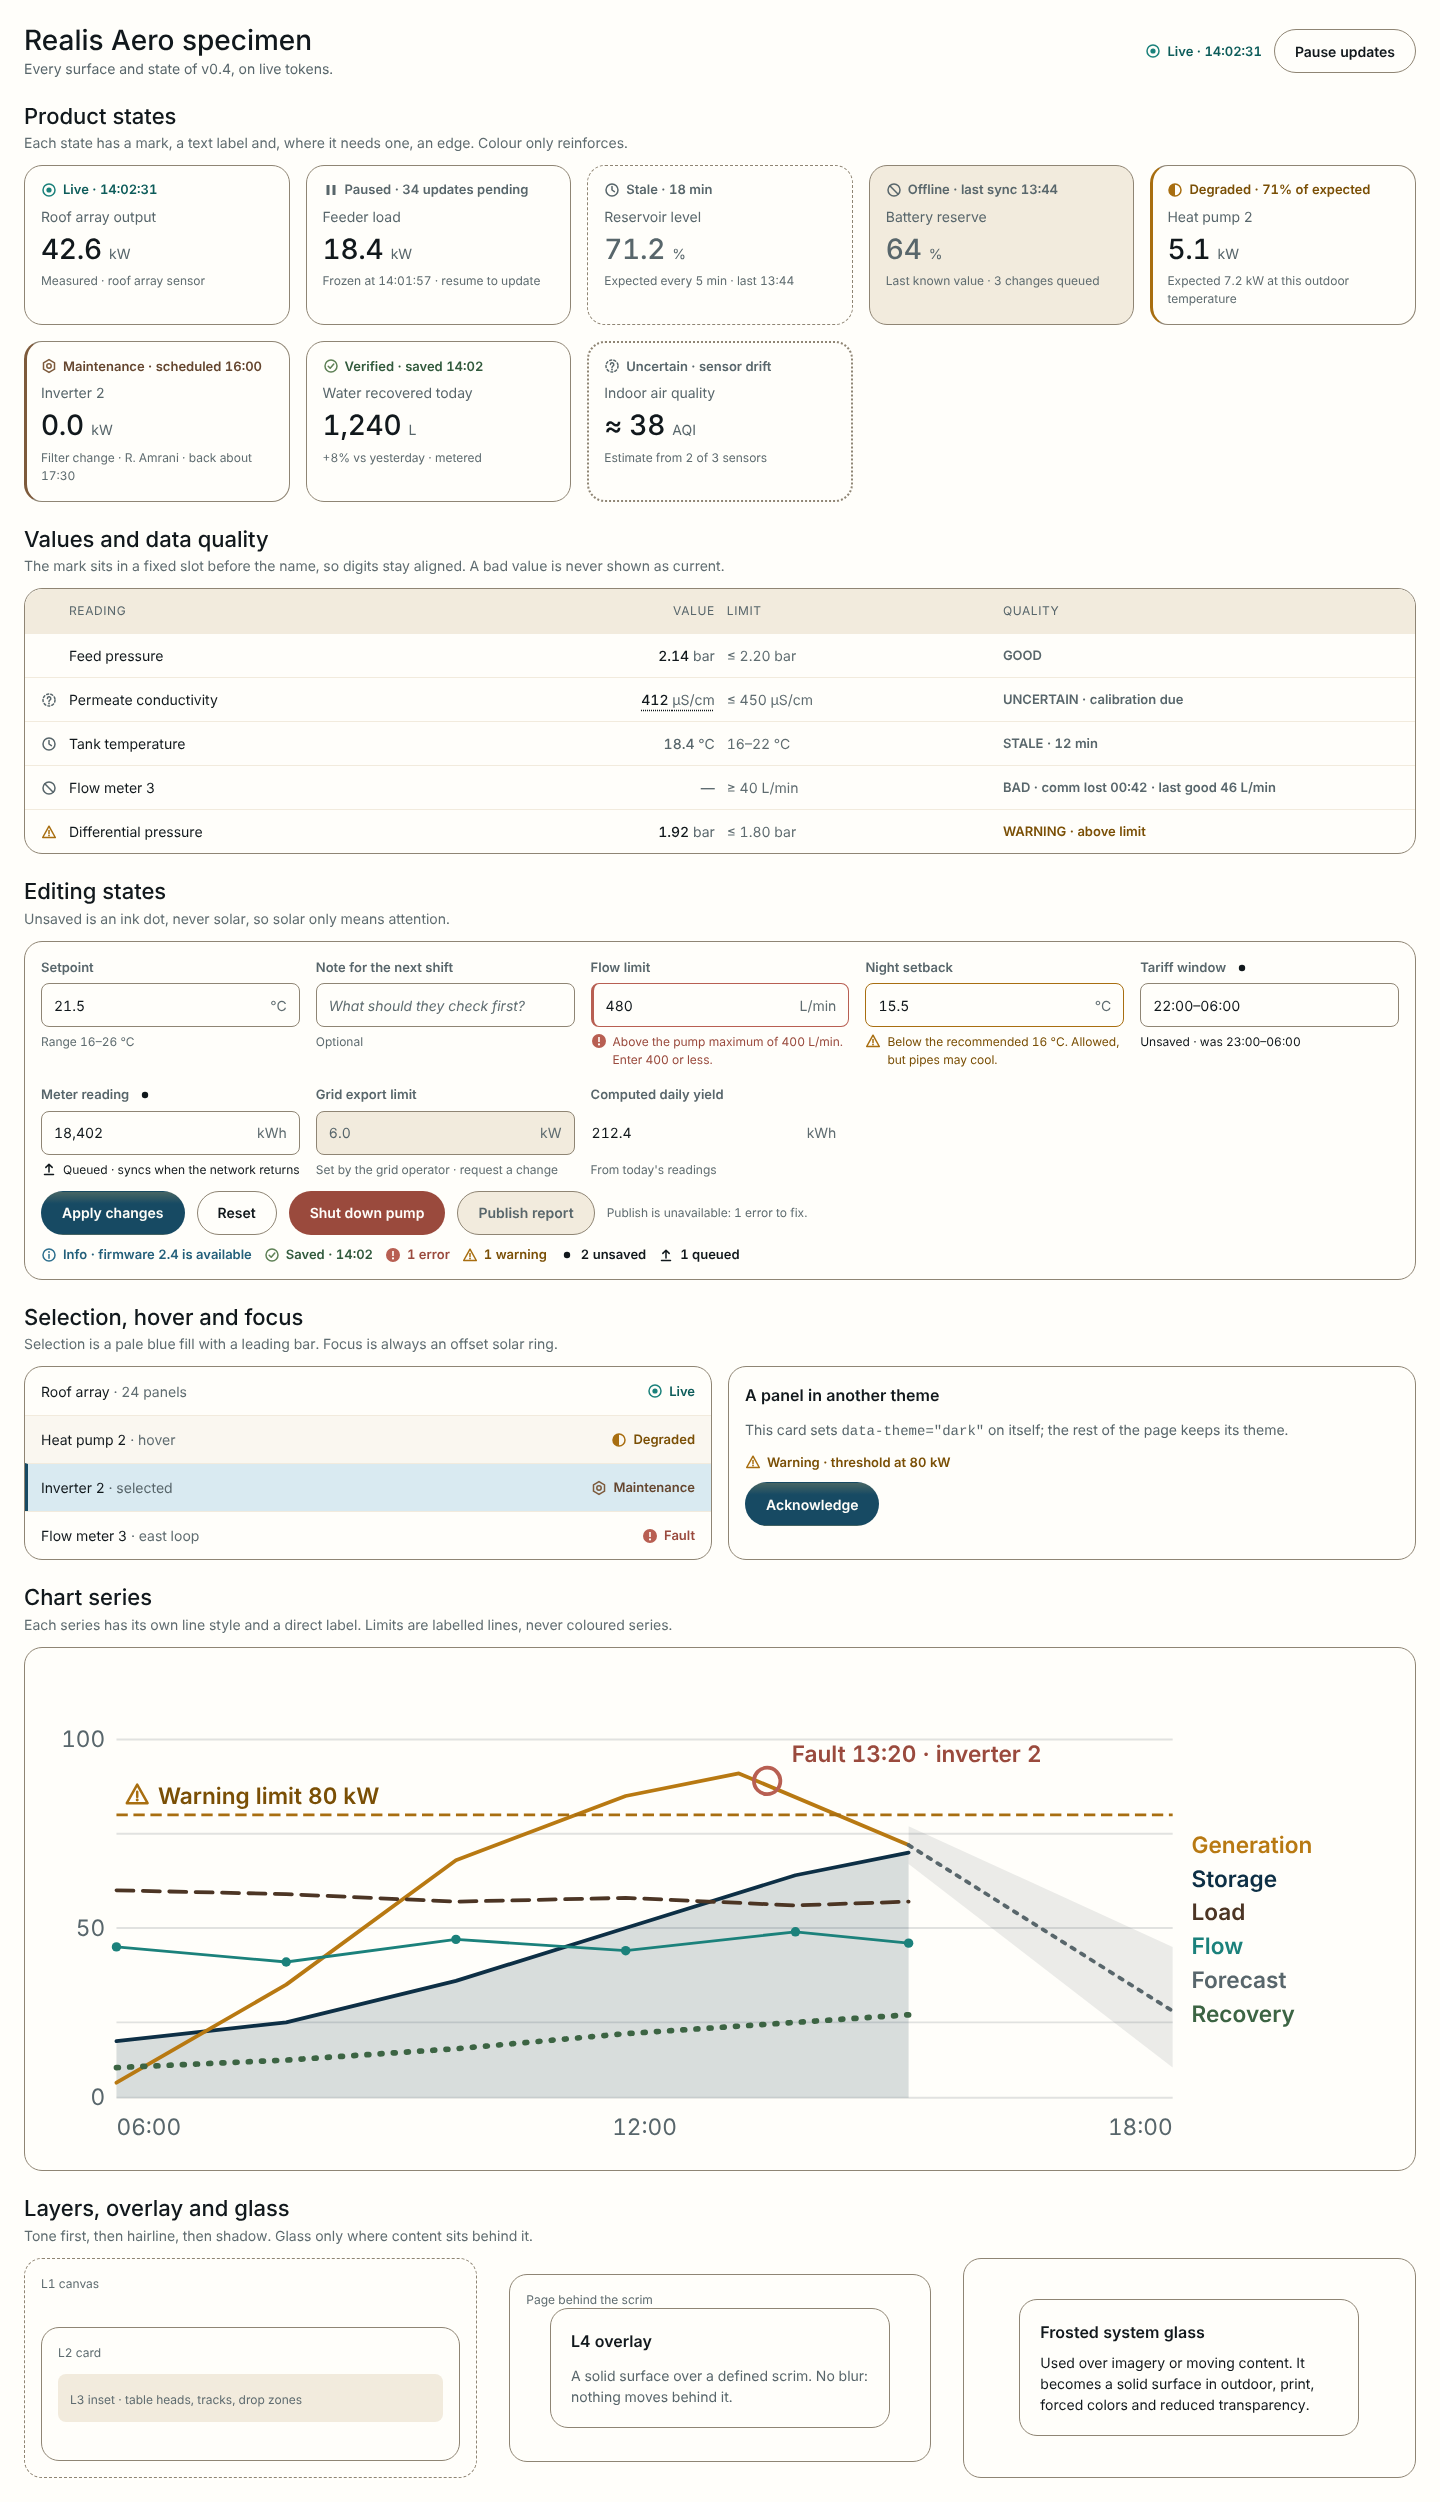 Realis Aero specimen
Every surface and state of v0.4, on live tokens.
Live · 14:02:31
Pause updates
Product states
Each state has a mark, a text label and, where it needs one, an edge. Colour only reinforces.
Live · 14:02:31
Roof array output
42.6 kW
Measured · roof array sensor
Paused · 34 updates pending
Feeder load
18.4 kW
Frozen at 14:01:57 · resume to update
Stale · 18 min
Reservoir level
71.2 %
Expected every 5 min · last 13:44
Offline · last sync 13:44
Battery reserve
64 %
Last known value · 3 changes queued
Degraded · 71% of expected
Heat pump 2
5.1 kW
Expected 7.2 kW at this outdoor
temperature
Maintenance · scheduled 16:00
Inverter 2
0.0 kW
Filter change · R. Amrani · back about
17:30
Verified · saved 14:02
Water recovered today
1,240 L
+8% vs yesterday · metered
Uncertain · sensor drift
Indoor air quality
≈ 38 AQI
Estimate from 2 of 3 sensors
Values and data quality
The mark sits in a fixed slot before the name, so digits stay aligned. A bad value is never shown as current.
READING VALUE LIMIT QUALITY
Feed pressure 2.14 bar ≤ 2.20 bar GOOD
Permeate conductivity 412 µS/cm ≤ 450 µS/cm UNCERTAIN · calibration due
Tank temperature 18.4 °C 16–22 °C STALE · 12 min
Flow meter 3 — ≥ 40 L/min BAD · comm lost 00:42 · last good 46 L/min
Differential pressure 1.92 bar ≤ 1.80 bar WARNING · above limit
Editing states
Unsaved is an ink dot, never solar, so solar only means attention.
Setpoint
21.5 °C
Range 16–26 °C
Note for the next shift
What should they check first?
Optional
Flow limit
480 L/min
Above the pump maximum of 400 L/min.
Enter 400 or less.
Night setback
15.5 °C
Below the recommended 16 °C. Allowed,
but pipes may cool.
Tariff window
22:00–06:00
Unsaved · was 23:00–06:00
Meter reading
18,402 kWh
Queued · syncs when the network returns
Grid export limit
6.0 kW
Set by the grid operator · request a change
Computed daily yield
212.4 kWh
From today's readings
Apply changes
Reset
Shut down pump
Publish report
Publish is unavailable: 1 error to fix.
Info · firmware 2.4 is available
Saved · 14:02
1 error
1 warning
2 unsaved
1 queued
Selection, hover and focus
Selection is a pale blue fill with a leading bar. Focus is always an offset solar ring.
Roof array · 24 panels Live
Heat pump 2 · hover Degraded
Inverter 2 · selected Maintenance
Flow meter 3 · east loop Fault
A panel in another theme
This card sets data-theme="dark" on itself; the rest of the page keeps its theme.
Warning · threshold at 80 kW
Acknowledge
Chart series
Each series has its own line style and a direct label. Limits are labelled lines, never coloured series.
100
Fault 13:20 · inverter 2
Warning limit 80 kW
Generation
Storage
Load
50
Flow
Forecast
Recovery
0
06:00 12:00 18:00
Layers, overlay and glass
Tone first, then hairline, then shadow. Glass only where content sits behind it.
L1 canvas
L2 card
L3 inset · table heads, tracks, drop zones
Page behind the scrim
L4 overlay
A solid surface over a defined scrim. No blur:
nothing moves behind it.
Frosted system glass
Used over imagery or moving content. It
becomes a solid surface in outdoor, print,
forced colors and reduced transparency.